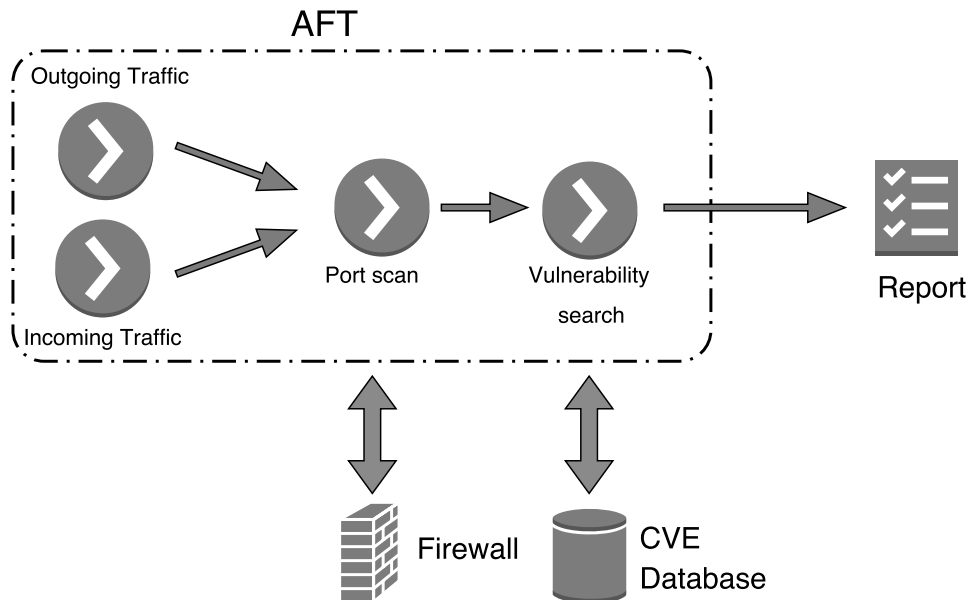 AFT
Outgoing Traffic
Incoming Traffic
Port scan
Vulnerability
search
Report
Firewall
CVE
Database